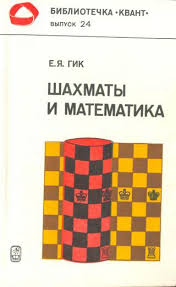 БИБЛИОТЕЧКА «КВАНТ»
ВЫПУСК 24
Е.Я. ГИК
ШАХМАТЫ
И МАТЕМАТИКА